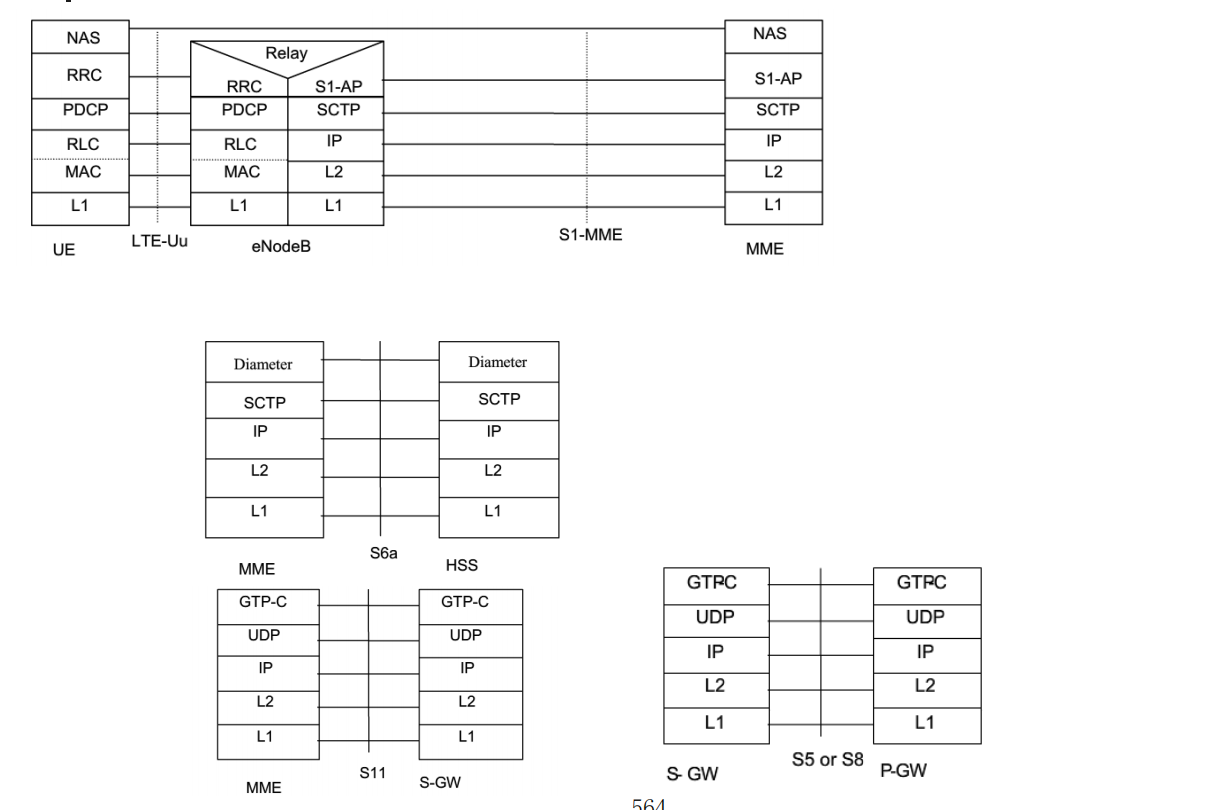 NAS NAS
Relay
RRC RRC S1-AP S1-AP
PDCP PDCP SCTP SCTP
RLC RLC IP IP
MAC MAC L2 L2
L1 L1 L1 L1
UE LTE-Uu eNodeB S1-MME MME
Diameter Diameter
SCTP SCTP
IP IP
L2 L2
L1 L1
MME S6a HSS
GTP-C GTP-C
UDP UDP
IP IP
L2 L2
L1 L1
MME S11 S-GW
GTP-C GTP-C
UDP UDP
IP IP
L2 L2
L1 L1
S- GW S5 or S8 P-GW
564